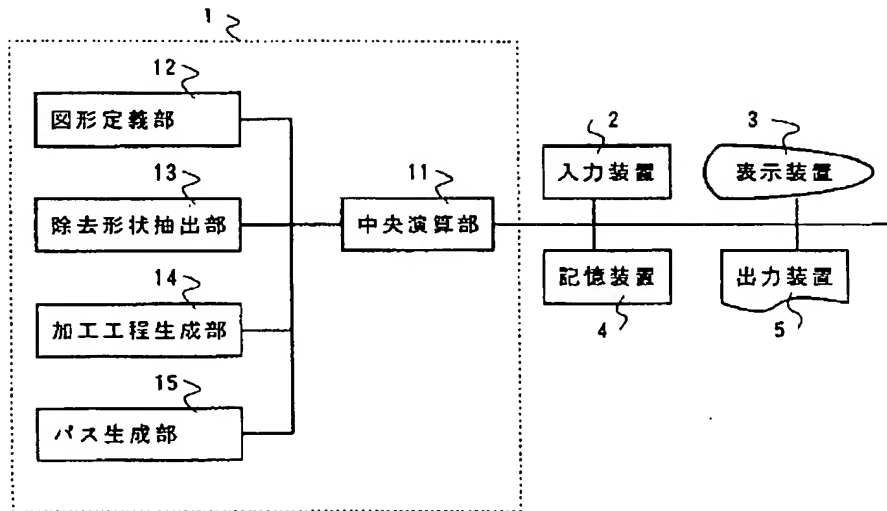 1
12
図形定義部
13
除去形状抽出部
14
加工工程生成部
15
パス生成部
11
中央演算部
2
入力装置
3
表示装置
記憶装置
4
出力装置
5